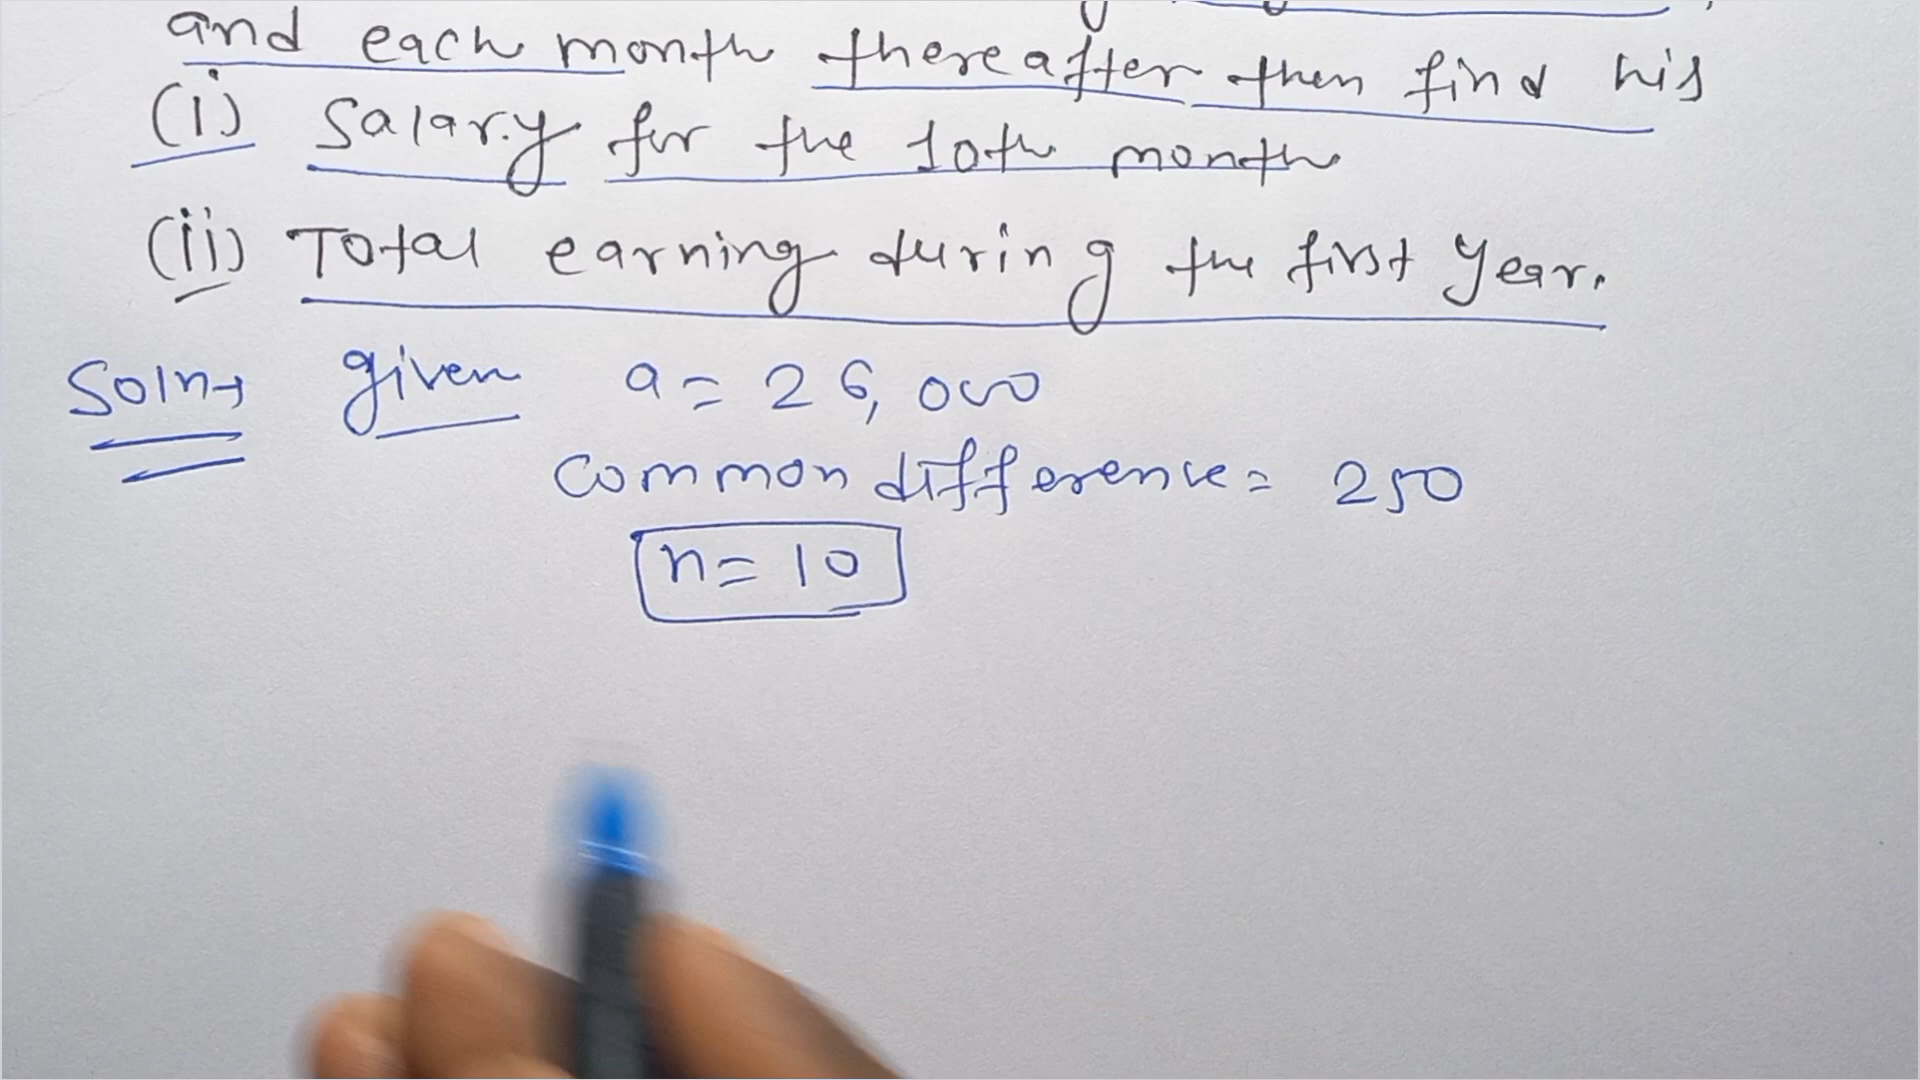 and each month thereafter then find his
(i) Salary for the 10th month
(ii) Total earning during the first year.
Soln→ given a = 26,000
common difference = 250
n = 10